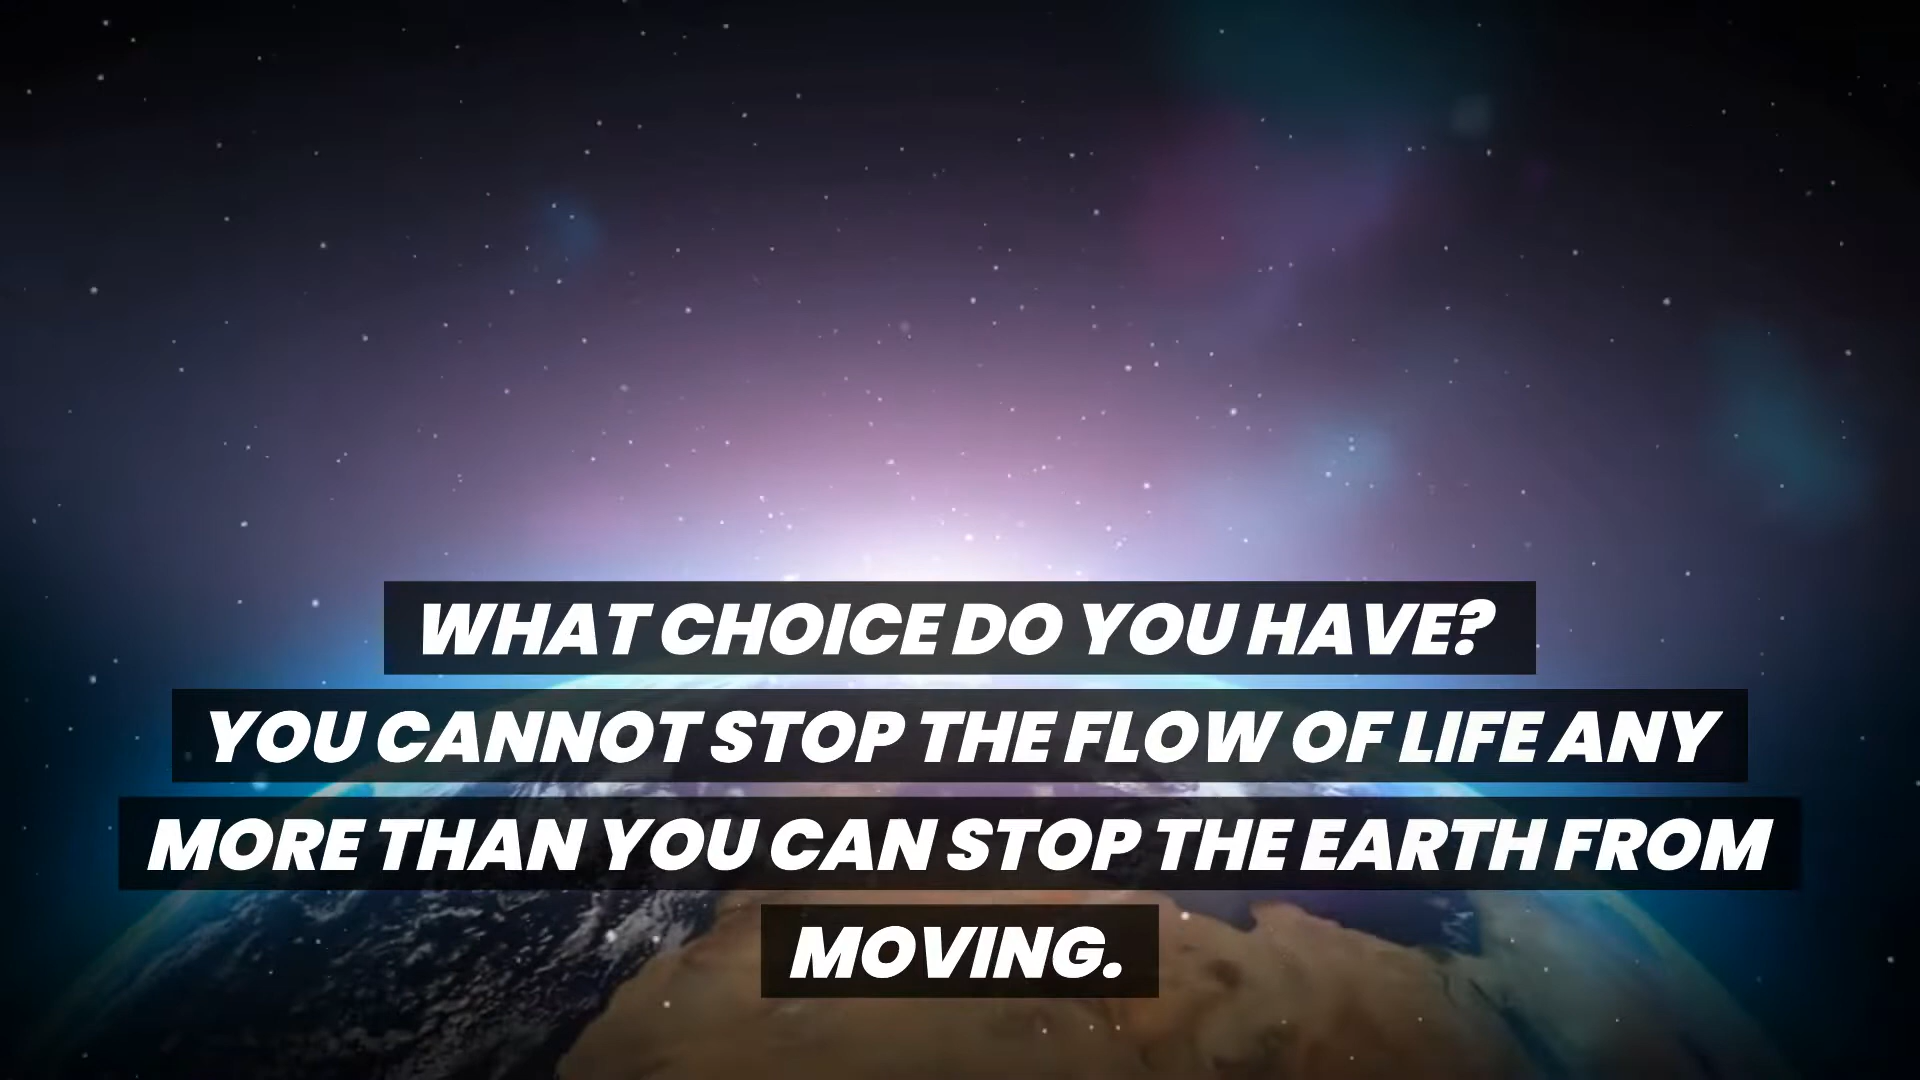 WHAT CHOICE DO YOU HAVE?
YOU CANNOT STOP THE FLOW OF LIFE ANY
MORE THAN YOU CAN STOP THE EARTH FROM
MOVING.